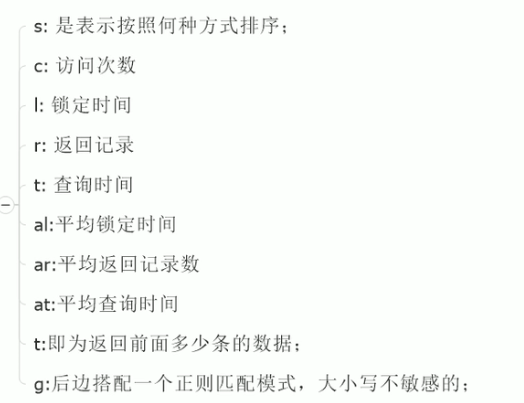 s: 是表示按照何种方式排序；
c: 访问次数
l: 锁定时间
r: 返回记录
t: 查询时间
al:平均锁定时间
ar:平均返回记录数
at:平均查询时间
t:即为返回前面多少条的数据；
g:后边搭配一个正则匹配模式，大小写不敏感的；